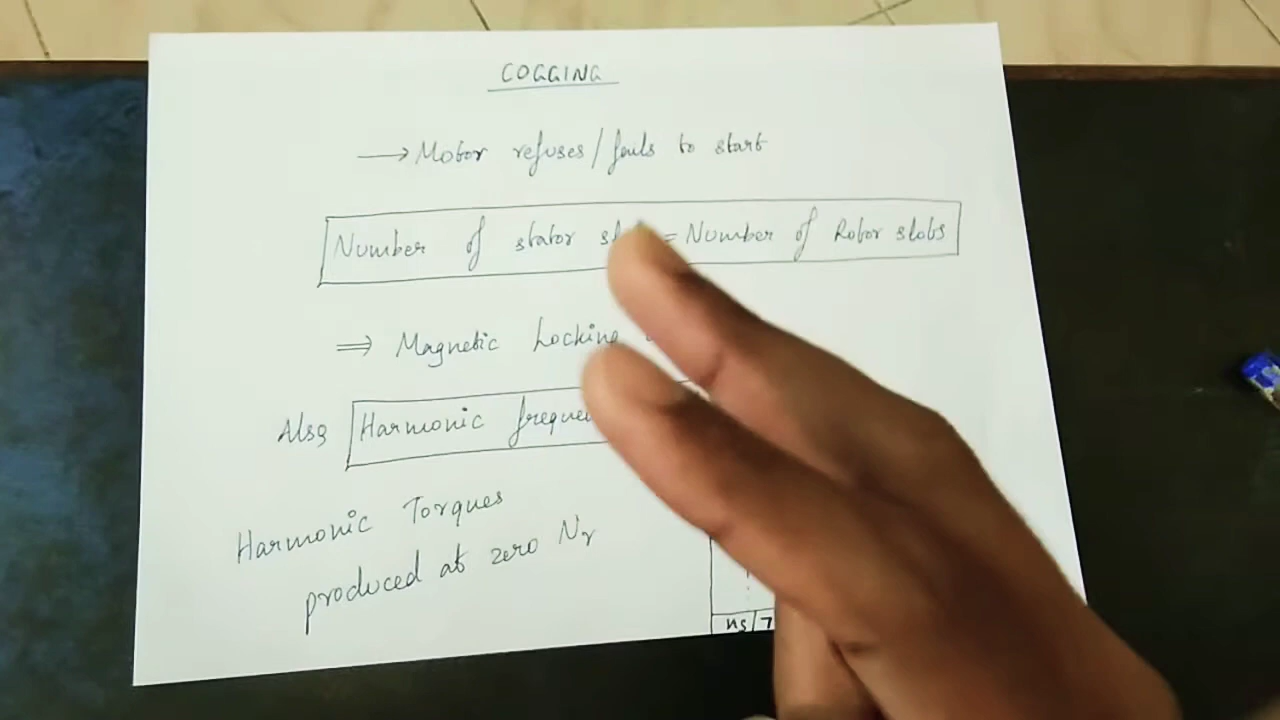 COGGING
→ Motor refuses/fails to start
Number of stator = Number of Rotor slots
⇒ Magnetic Locking
Also Harmonic
Harmonic Torques
produced at zero Nr
ns/7